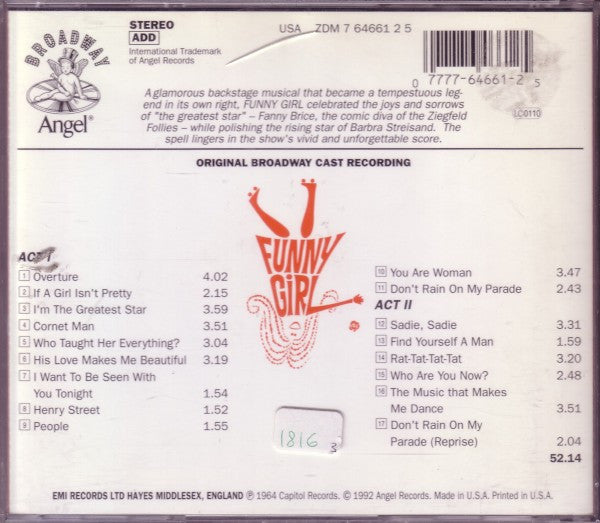 BROADWAY
Angel®
STEREO
ADD
International Trademark
of Angel Records
USA ZDM 7 64661 2 5
0 7777-64661-2 5
LC0110
A glamorous backstage musical that became a tempestuous leg-
end in its own right, FUNNY GIRL celebrated the joys and sorrows
of "the greatest star" – Fanny Brice, the comic diva of the Ziegfeld
Follies – while polishing the rising star of Barbra Streisand. The
spell lingers in the show's vivid and unforgettable score.
ORIGINAL BROADWAY CAST RECORDING
FUNNY
GiRL
ACT I
1 Overture 4.02
2 If A Girl Isn't Pretty 2.15
3 I'm The Greatest Star 3.59
4 Cornet Man 3.51
5 Who Taught Her Everything? 3.04
6 His Love Makes Me Beautiful 3.19
7 I Want To Be Seen With
You Tonight 1.54
8 Henry Street 1.52
9 People 1.55
10 You Are Woman 3.47
11 Don't Rain On My Parade 2.43
ACT II
12 Sadie, Sadie 3.31
13 Find Yourself A Man 1.59
14 Rat-Tat-Tat-Tat 3.20
15 Who Are You Now? 2.48
16 The Music that Makes
Me Dance 3.51
17 Don't Rain On My
Parade (Reprise) 2.04
52.14
1816 3
EMI RECORDS LTD HAYES MIDDLESEX, ENGLAND ℗ 1964 Capitol Records. © 1992 Angel Records. Made in U.S.A. Printed in U.S.A.